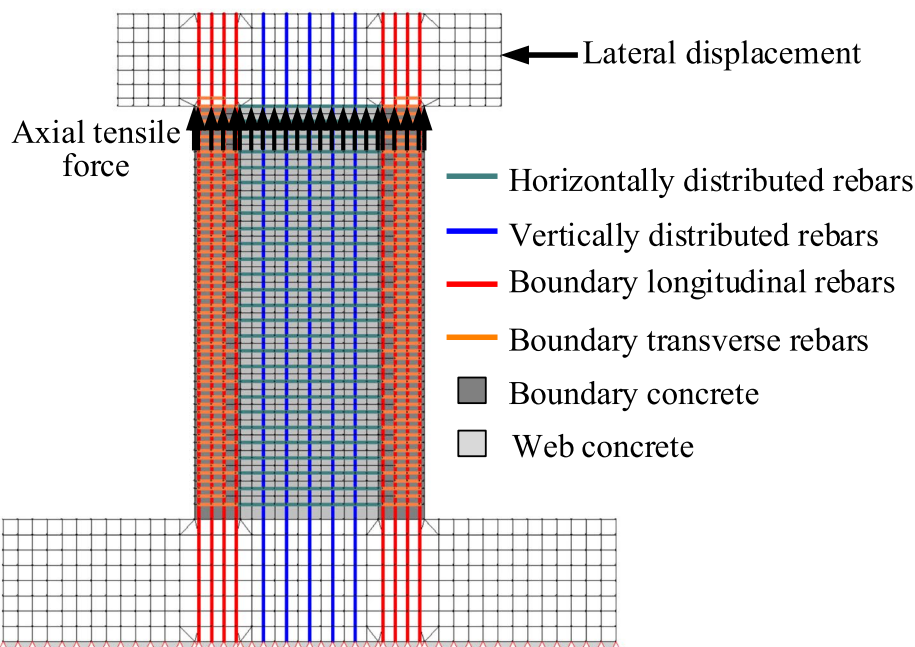 Lateral displacement
Axial tensile
force
Horizontally distributed rebars
Vertically distributed rebars
Boundary longitudinal rebars
Boundary transverse rebars
Boundary concrete
Web concrete